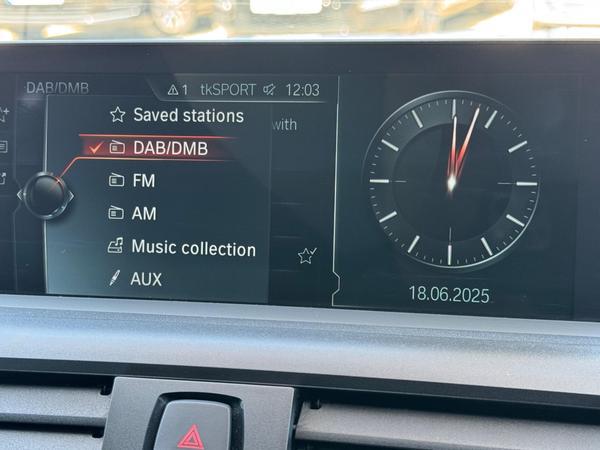 DAB/DMB
1 tkSPORT 12:03
Saved stations
with
DAB/DMB
FM
AM
Music collection
AUX
18.06.2025